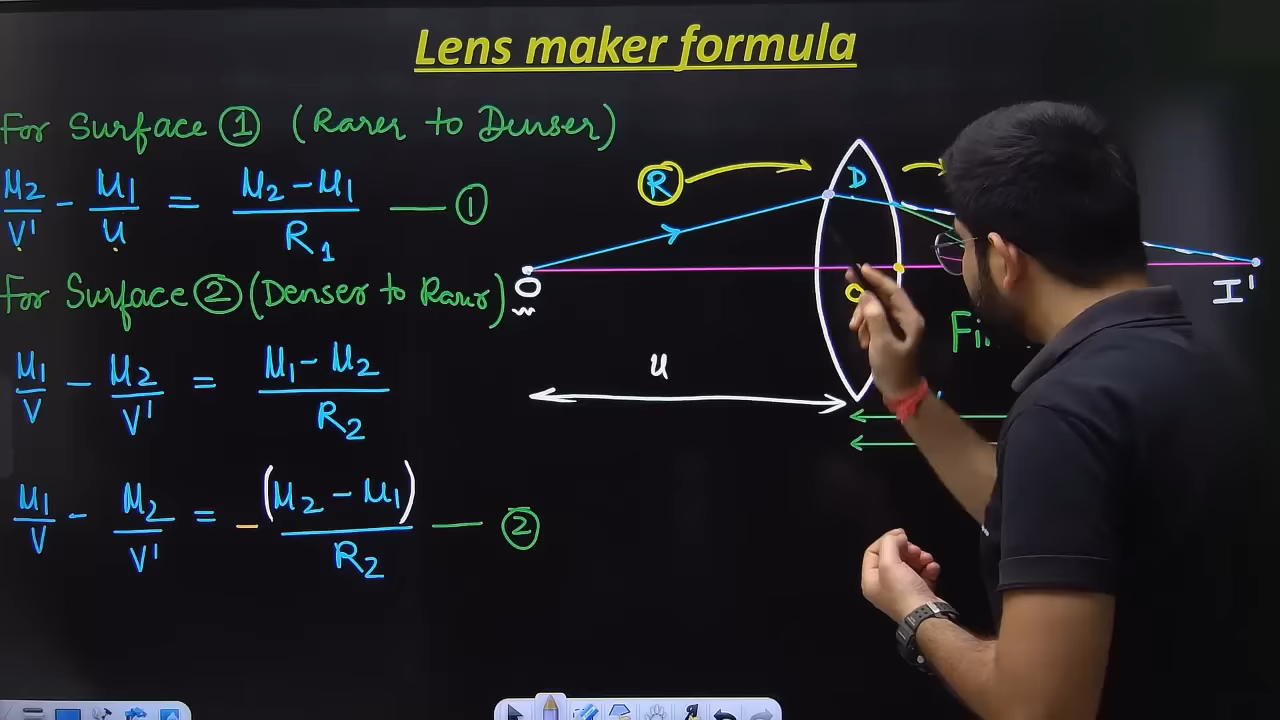 Lens maker formula
For Surface ① (Rarer to Denser)
μ2/V' - μ1/u = μ2-μ1/R1 — ①
For Surface ② (Denser to Rarer)
μ1/V - μ2/V' = μ1-μ2/R2
μ1/V - μ2/V' = -(μ2-μ1)/R2 — ②
R
D
O
O
I'
u